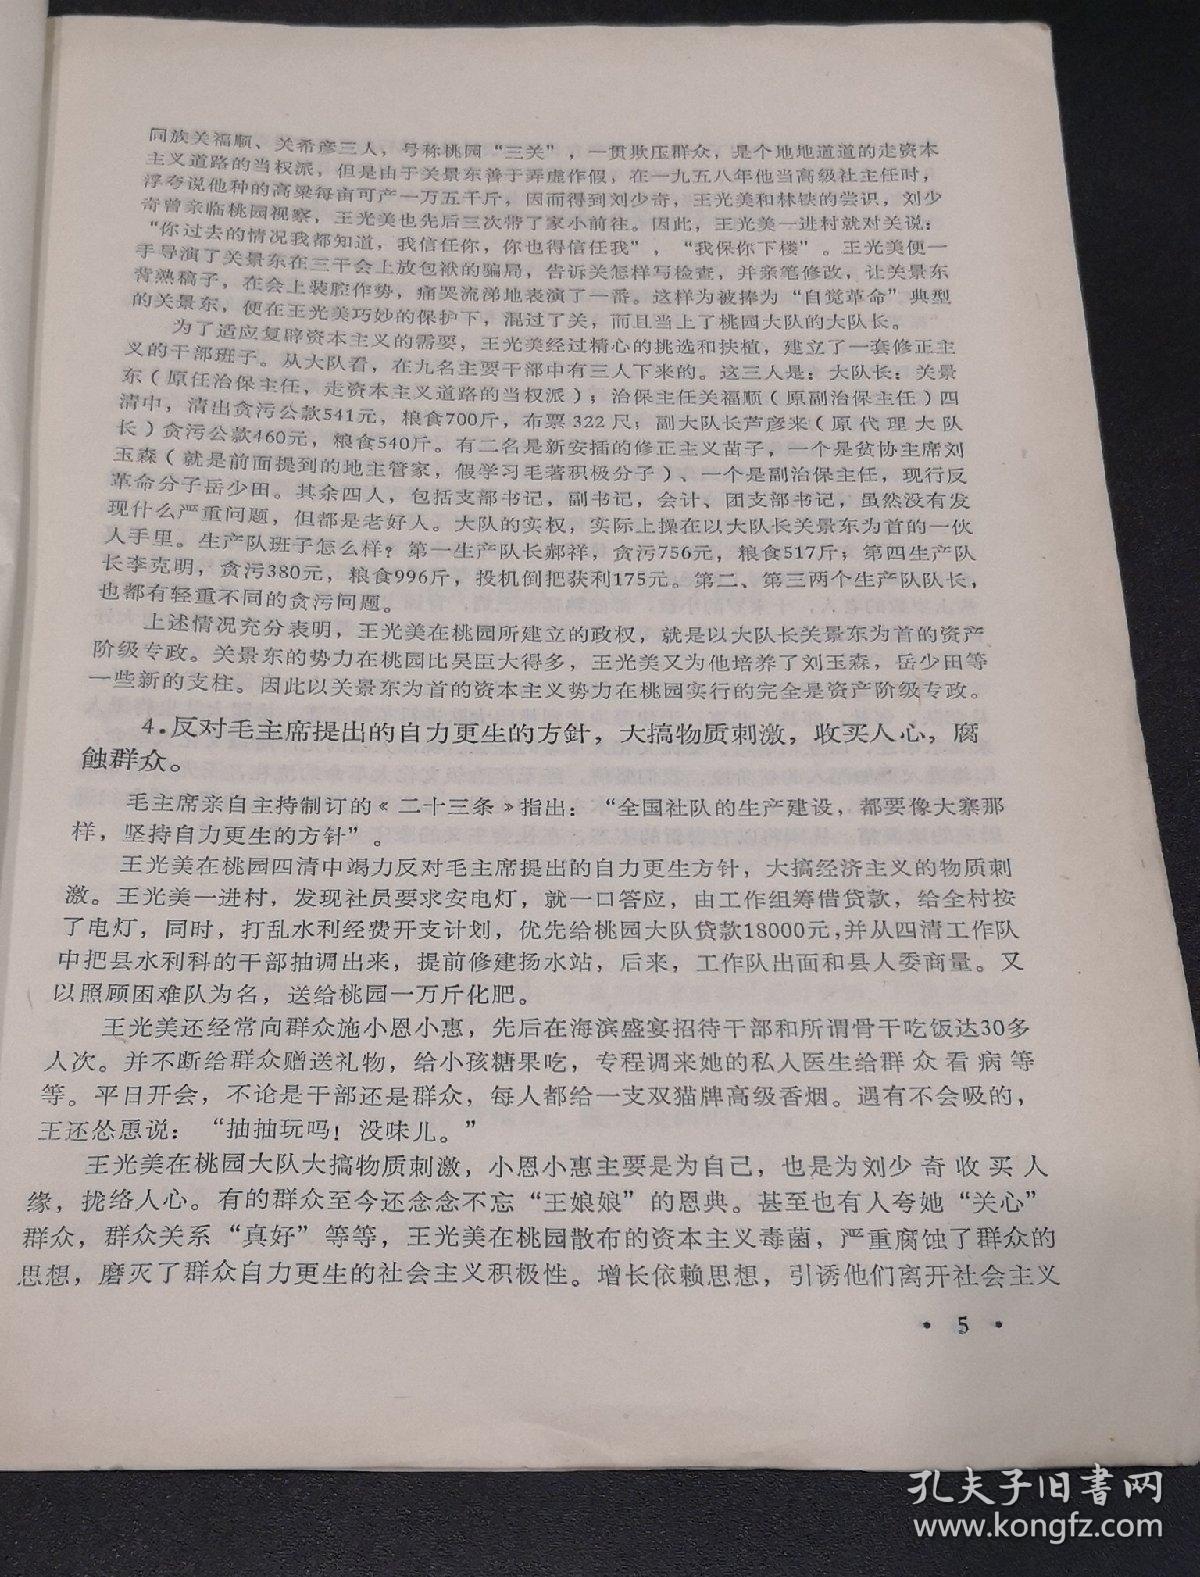 同族关福顺、关希彦三人，号称桃园“三关”，一贯欺压群众，是个地地道道的走资本
主义道路的当权派，但是由于关景东善于弄虚作假，在一九五八年他当高级社主任时，
浮夸说他种的高粱每亩可产一万五千斤，因而得到刘少奇，王光美和林铁的尝识，刘少
奇曾亲临桃园视察，王光美也先后三次带了家小前往。因此，王光美一进村就对关说：
“你过去的情况我都知道，我信任你，你也得信任我”，“我保你下楼”。王光美便一
手导演了关景东在三干会上放包袱的骗局，告诉关怎样写检查，并亲笔修改，让关景东
背熟稿子，在会上装腔作势，痛哭流涕地表演了一番。这样为被捧为“自觉革命”典型
的关景东，便在王光美巧妙的保护下，混过了关，而且当上了桃园大队的大队长。
为了适应复辟资本主义的需要，王光美经过精心的挑选和扶植，建立了一套修正主
义的干部班子。从大队看，在九名主要干部中有三人下来的。这三人是：大队长：关景
东（原任治保主任，走资本主义道路的当权派）；治保主任关福顺（原副治保主任）四
清中，清出贪污公款541元，粮食700斤，布票322尺；副大队长芦彦来（原代理大队
长）贪污公款460元，粮食540斤。有二名是新安插的修正主义苗子，一个是贫协主席刘
玉森（就是前面提到的地主管家，假学习毛著积极分子）、一个是副治保主任，现行反
革命分子岳少田。其余四人，包括支部书记，副书记，会计、团支部书记，虽然没有发
现什么严重问题，但都是老好人。大队的实权，实际上操在以大队长关景东为首的一伙
人手里。生产队班子怎么样？第一生产队长郝祥，贪污756元，粮食517斤；第四生产队
长李克明，贪污380元，粮食996斤，投机倒把获利175元。第二、第三两个生产队队长，
也都有轻重不同的贪污问题。
上述情况充分表明，王光美在桃园所建立的政权，就是以大队长关景东为首的资产
阶级专政。关景东的势力在桃园比吴臣大得多，王光美又为他培养了刘玉森，岳少田等
一些新的支柱。因此以关景东为首的资本主义势力在桃园实行的完全是资产阶级专政。
4.反对毛主席提出的自力更生的方針，大搞物质刺激，收买人心，腐
蝕群众。
毛主席亲自主持制订的《二十三条》指出：“全国社队的生产建设，都要像大寨那
样，坚持自力更生的方针”。
王光美在桃园四清中竭力反对毛主席提出的自力更生方针，大搞经济主义的物质刺
激。王光美一进村，发现社员要求安电灯，就一口答应，由工作组筹借贷款，给全村按
了电灯，同时，打乱水利经费开支计划，优先给桃园大队贷款18000元，并从四清工作队
中把县水利科的干部抽调出来，提前修建扬水站，后来，工作队出面和县人委商量。又
以照顾困难队为名，送给桃园一万斤化肥。
王光美还经常向群众施小恩小惠，先后在海滨盛宴招待干部和所谓骨干吃饭达30多
人次。并不断给群众赠送礼物，给小孩糖果吃，专程调来她的私人医生给群众看病等
等。平日开会，不论是干部还是群众，每人都给一支双猫牌高级香烟。遇有不会吸的，
王还怂恿说：“抽抽玩吗！没味儿。”
王光美在桃园大队大搞物质刺激，小恩小惠主要是为自己，也是为刘少奇收买人
缘，拢络人心。有的群众至今还念念不忘“王娘娘”的恩典。甚至也有人夸她“关心”
群众，群众关系“真好”等等，王光美在桃园散布的资本主义毒菌，严重腐蚀了群众的
思想，磨灭了群众自力更生的社会主义积极性。增长依赖思想，引诱他们离开社会主义
· 5 ·
孔夫子旧书网
www.kongfz.com